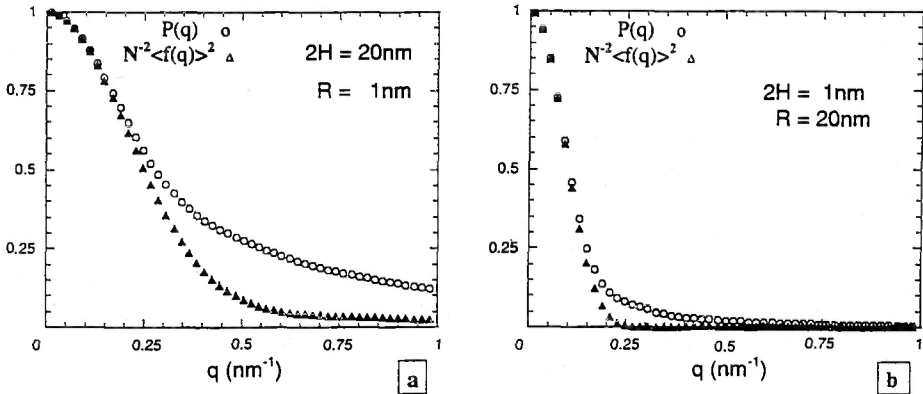 1
0.75
0.5
0.25
0
0.25
0.5
0.75
1
P(q) o
N⁻²<f(q)>² △
2H = 20nm
R = 1nm
q (nm⁻¹)
a
1
0.75
0.5
0.25
0
0.25
0.5
0.75
1
P(q) o
N⁻²<f(q)>² △
2H = 1nm
R = 20nm
q (nm⁻¹)
b